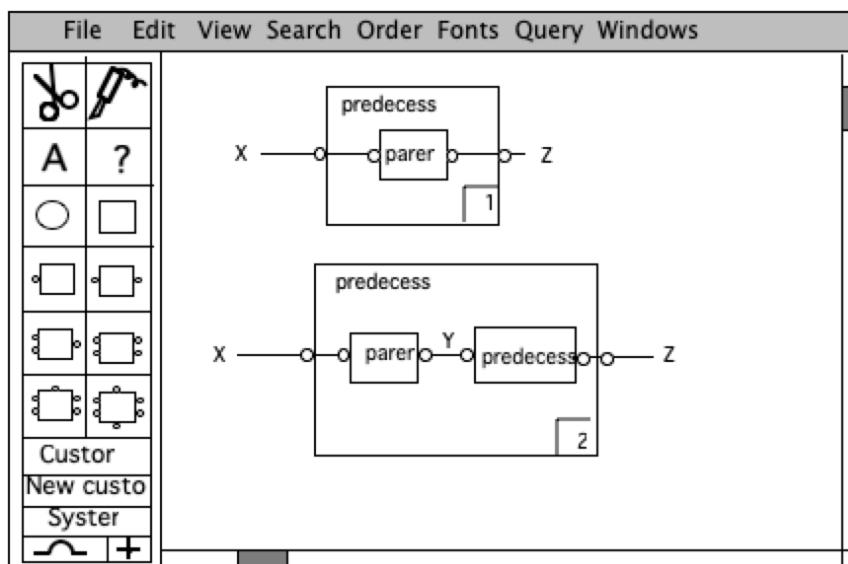 File Edit View Search Order Fonts Query Windows
A ?
Custor
New custo
Syster
predecess
X parer Z
1
predecess
X parer Y predecess Z
2